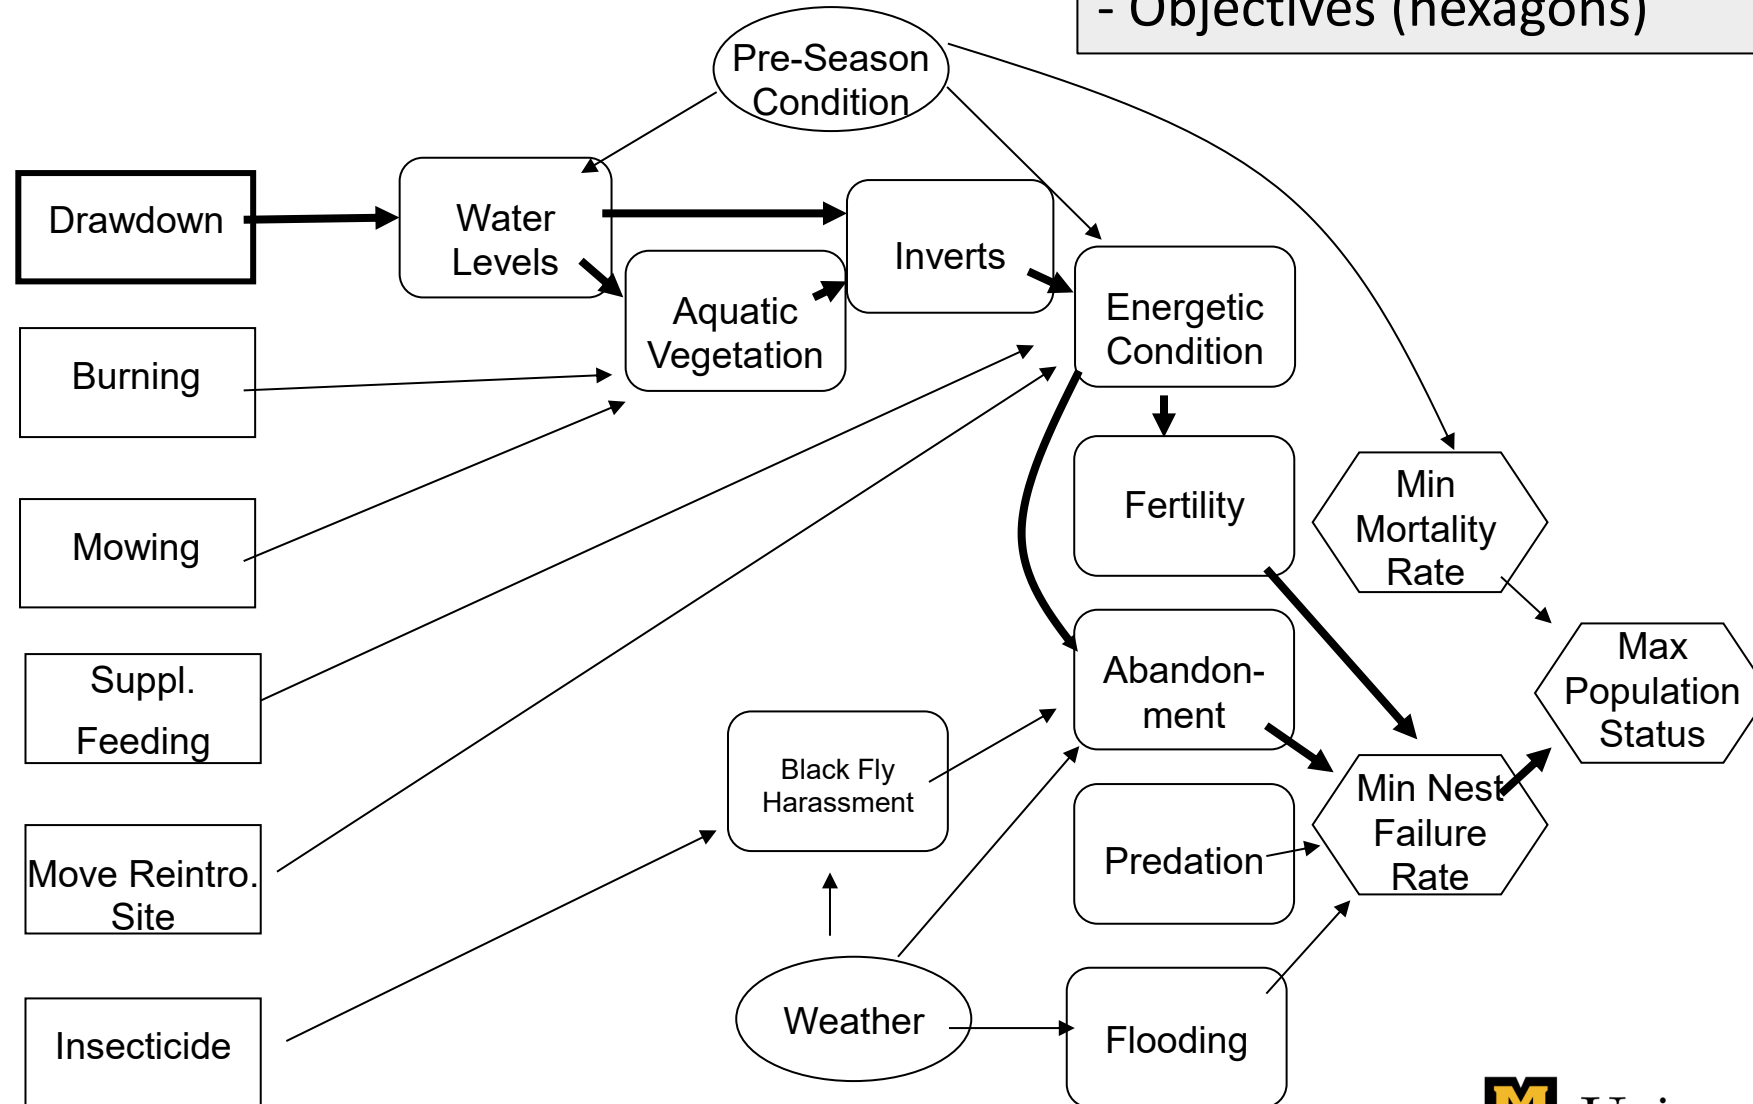 - Objectives (hexagons)
Pre-Season
Condition
Drawdown
Water
Levels
Inverts
Aquatic
Vegetation
Energetic
Condition
Burning
Mowing
Fertility
Min
Mortality
Rate
Suppl.
Feeding
Abandon-
ment
Max
Population
Status
Black Fly
Harassment
Min Nest
Failure
Rate
Predation
Move Reintro.
Site
Weather
Flooding
Insecticide